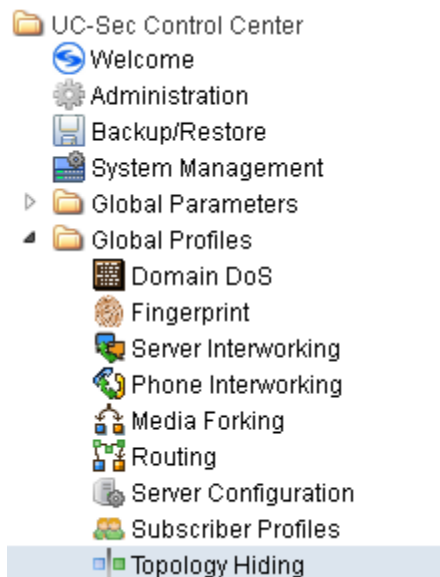 UC-Sec Control Center
Welcome
Administration
Backup/Restore
System Management
Global Parameters
Global Profiles
Domain DoS
Fingerprint
Server Interworking
Phone Interworking
Media Forking
Routing
Server Configuration
Subscriber Profiles
Topology Hiding